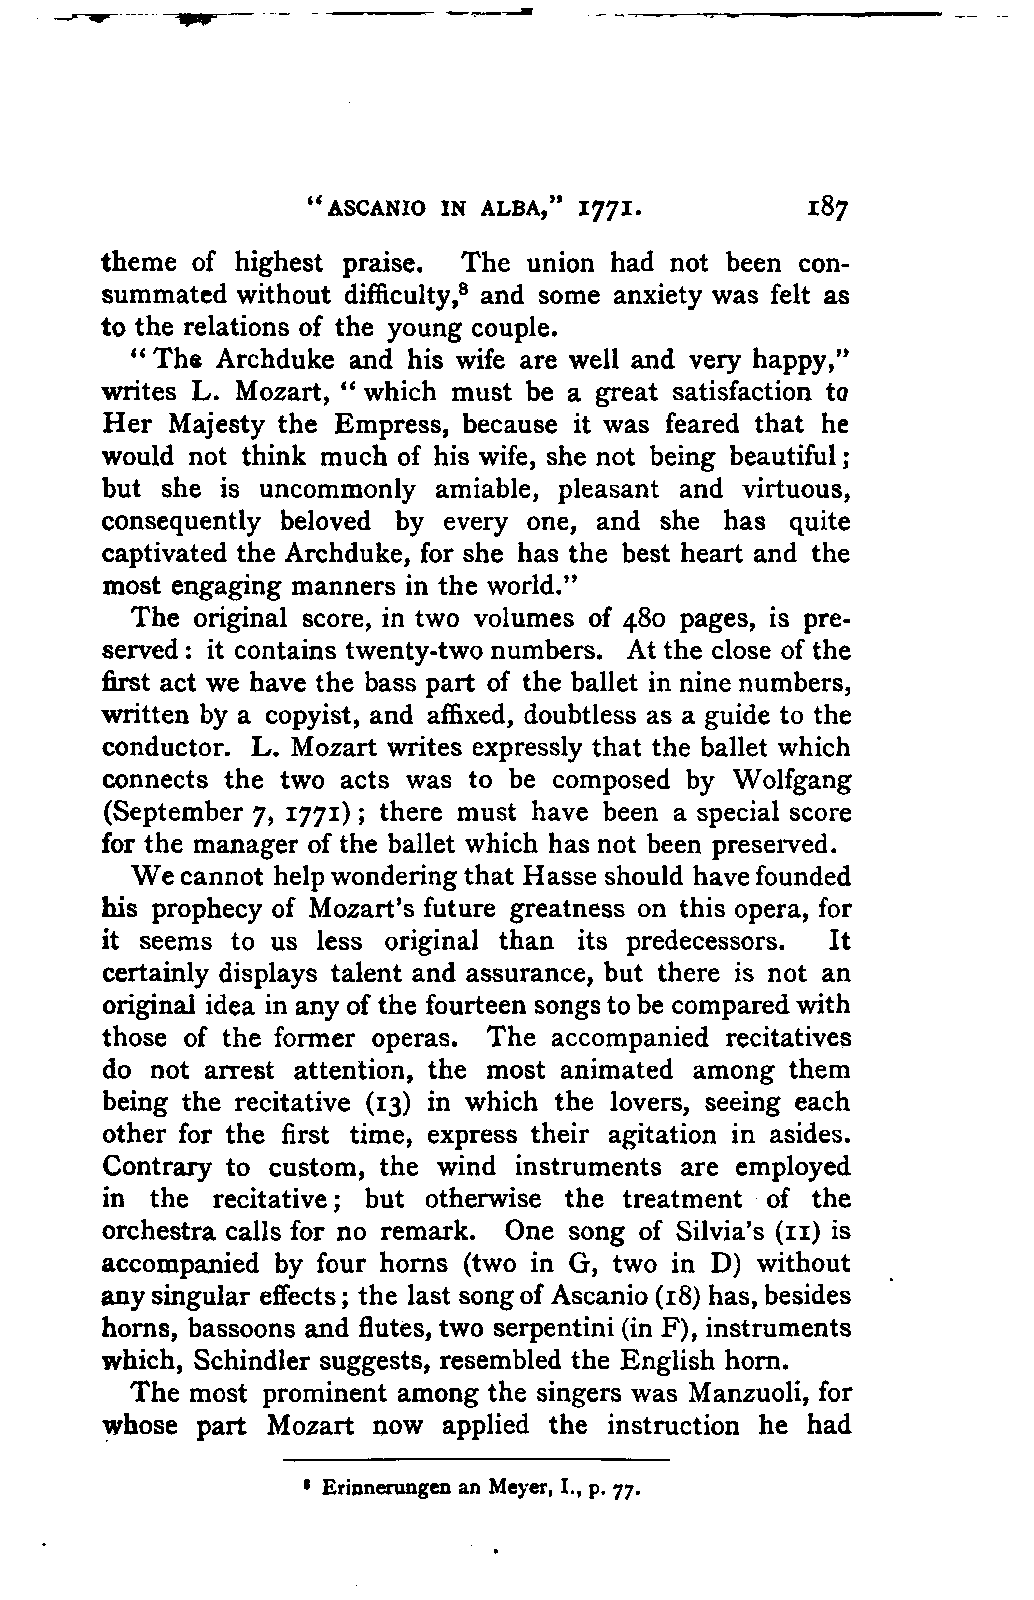 "ASCANIO IN ALBA," 1771. 187
theme of highest praise. The union had not been con-
summated without difficulty,⁸ and some anxiety was felt as
to the relations of the young couple.
"The Archduke and his wife are well and very happy,"
writes L. Mozart, "which must be a great satisfaction to
Her Majesty the Empress, because it was feared that he
would not think much of his wife, she not being beautiful;
but she is uncommonly amiable, pleasant and virtuous,
consequently beloved by every one, and she has quite
captivated the Archduke, for she has the best heart and the
most engaging manners in the world."
The original score, in two volumes of 480 pages, is pre-
served: it contains twenty-two numbers. At the close of the
first act we have the bass part of the ballet in nine numbers,
written by a copyist, and affixed, doubtless as a guide to the
conductor. L. Mozart writes expressly that the ballet which
connects the two acts was to be composed by Wolfgang
(September 7, 1771); there must have been a special score
for the manager of the ballet which has not been preserved.
We cannot help wondering that Hasse should have founded
his prophecy of Mozart's future greatness on this opera, for
it seems to us less original than its predecessors. It
certainly displays talent and assurance, but there is not an
original idea in any of the fourteen songs to be compared with
those of the former operas. The accompanied recitatives
do not arrest attention, the most animated among them
being the recitative (13) in which the lovers, seeing each
other for the first time, express their agitation in asides.
Contrary to custom, the wind instruments are employed
in the recitative; but otherwise the treatment of the
orchestra calls for no remark. One song of Silvia's (11) is
accompanied by four horns (two in G, two in D) without
any singular effects; the last song of Ascanio (18) has, besides
horns, bassoons and flutes, two serpentini (in F), instruments
which, Schindler suggests, resembled the English horn.
The most prominent among the singers was Manzuoli, for
whose part Mozart now applied the instruction he had
⁸ Erinnerungen an Meyer, I., p. 77.